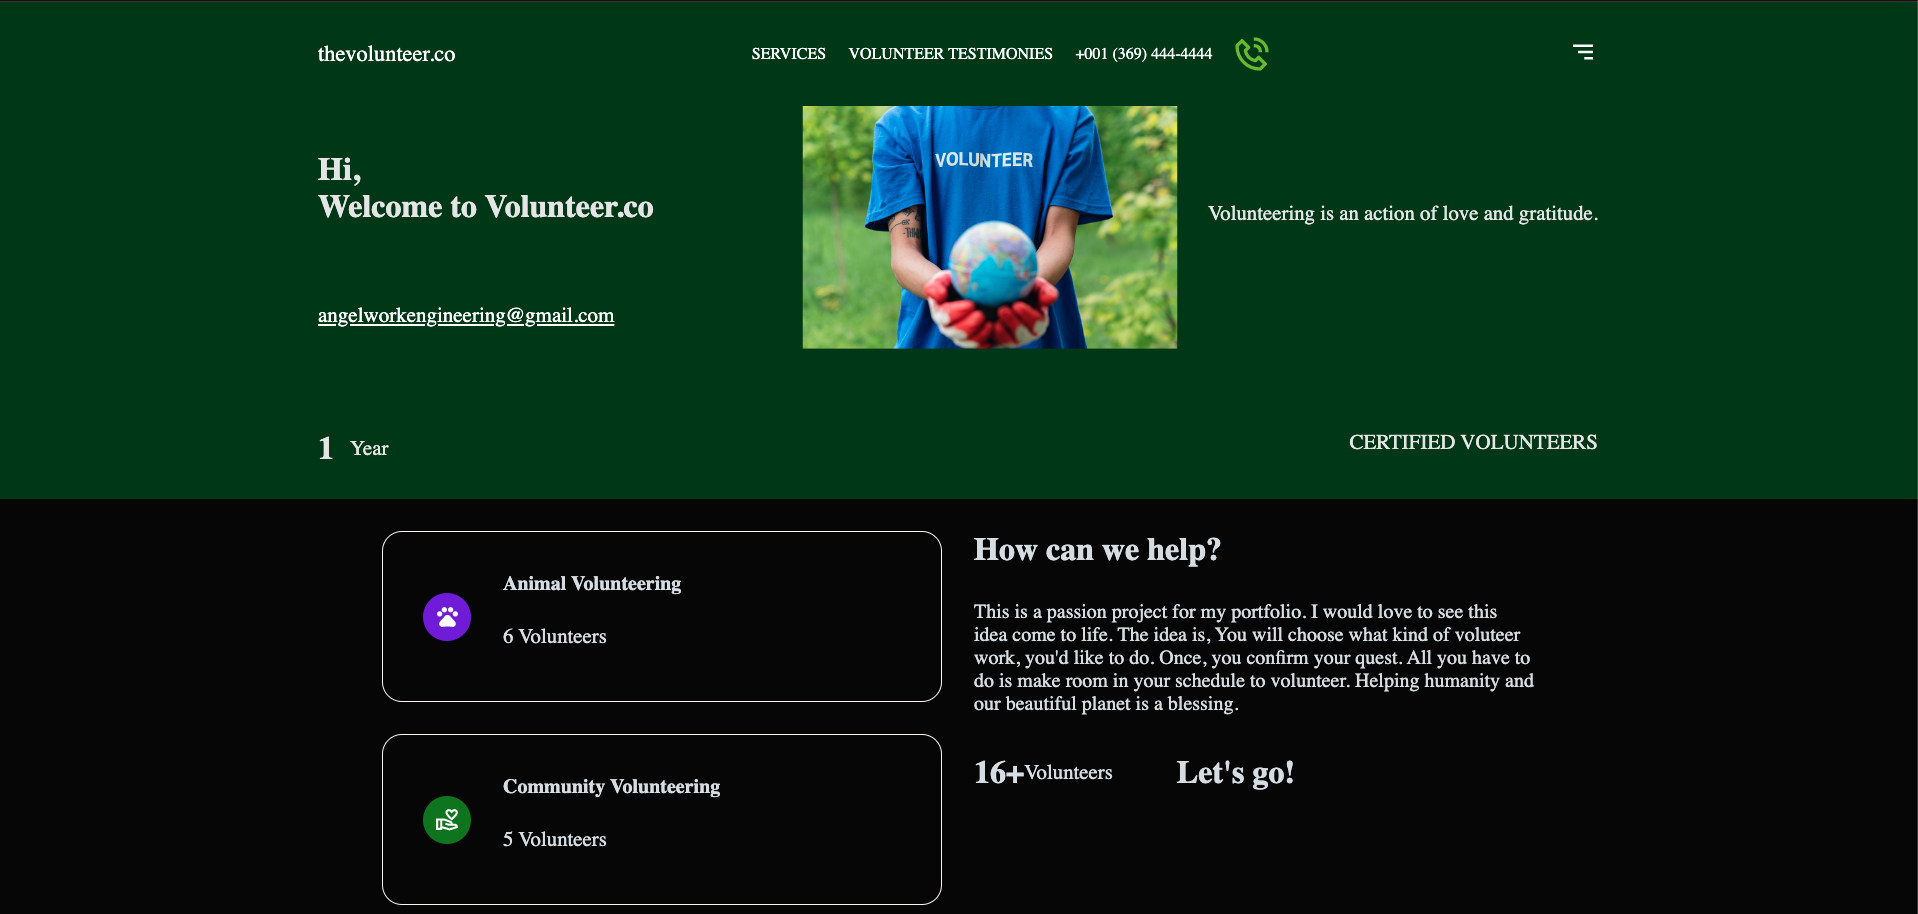 thevolunteer.co
SERVICES VOLUNTEER TESTIMONIES +001 (369) 444-4444
Hi,
Welcome to Volunteer.co
angelworkengineering@gmail.com
VOLUNTEER
Volunteering is an action of love and gratitude.
1 Year
CERTIFIED VOLUNTEERS
Animal Volunteering
6 Volunteers
Community Volunteering
5 Volunteers
How can we help?
This is a passion project for my portfolio. I would love to see this
idea come to life. The idea is, You will choose what kind of voluteer
work, you'd like to do. Once, you confirm your quest. All you have to
do is make room in your schedule to volunteer. Helping humanity and
our beautiful planet is a blessing.
16+Volunteers
Let's go!